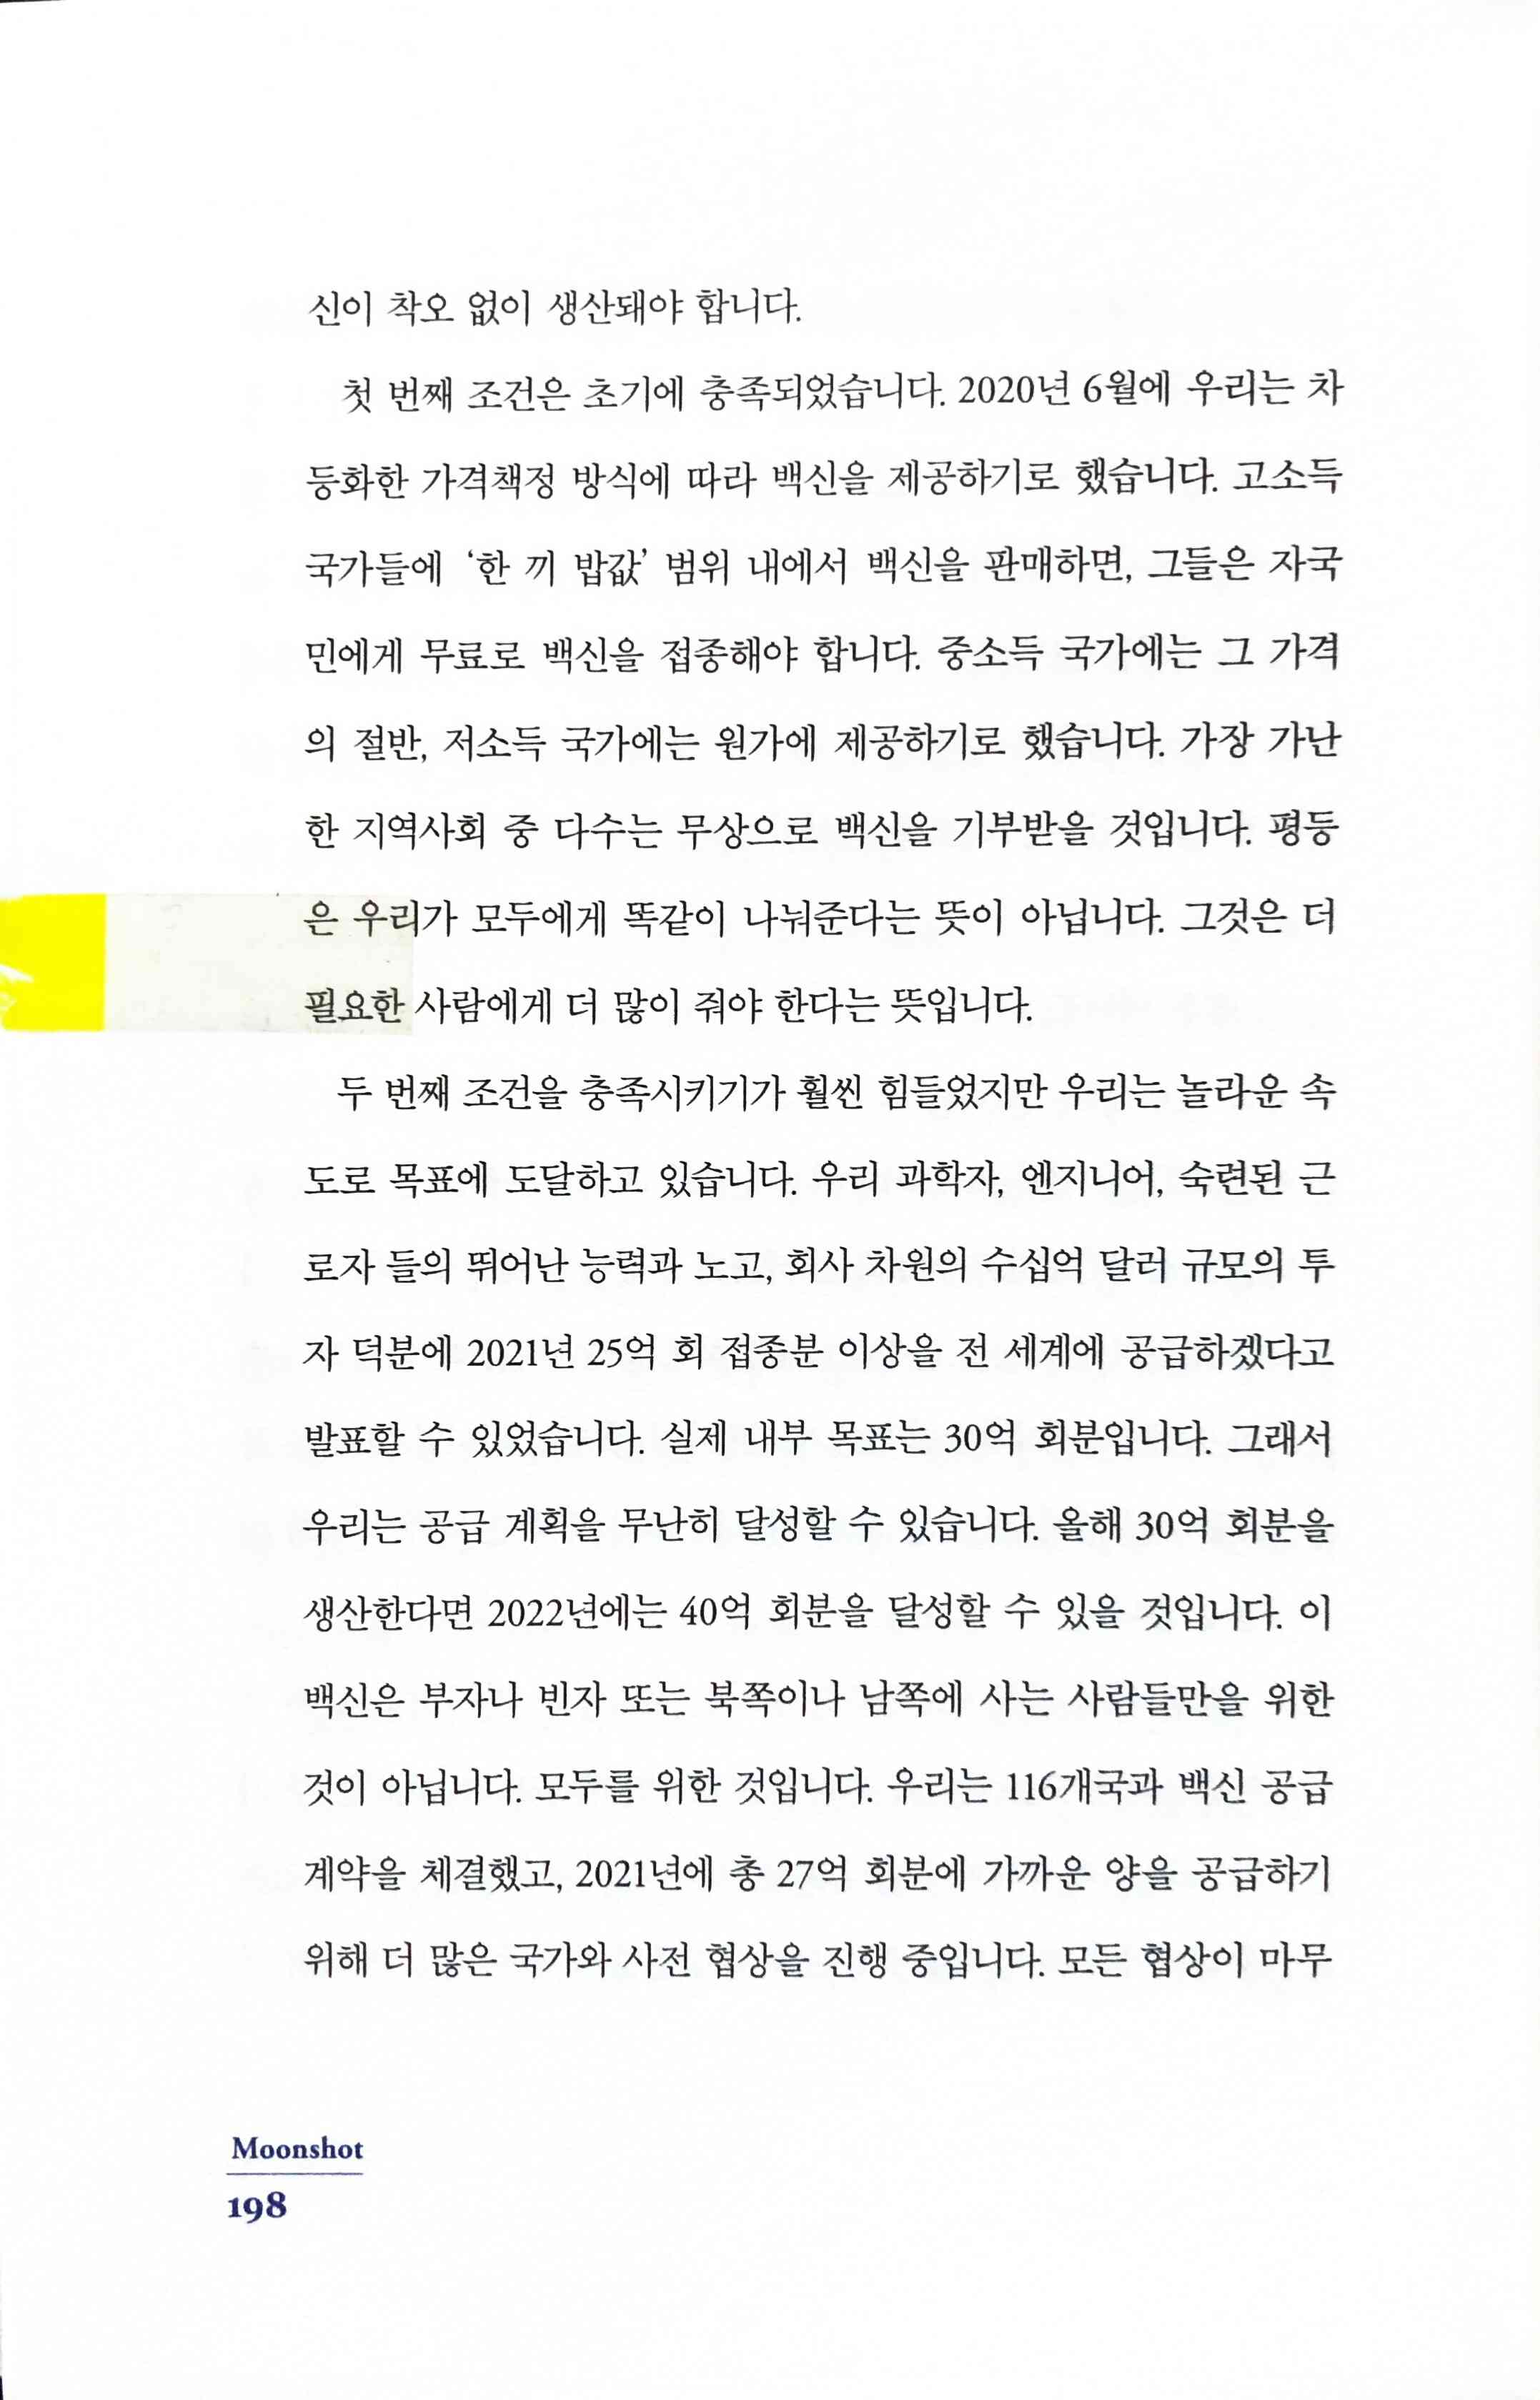 신이 착오 없이 생산돼야 합니다.
첫 번째 조건은 초기에 충족되었습니다. 2020년 6월에 우리는 차
등화한 가격책정 방식에 따라 백신을 제공하기로 했습니다. 고소득
국가들에 ‘한 끼 밥값’ 범위 내에서 백신을 판매하면, 그들은 자국
민에게 무료로 백신을 접종해야 합니다. 중소득 국가에는 그 가격
의 절반, 저소득 국가에는 원가에 제공하기로 했습니다. 가장 가난
한 지역사회 중 다수는 무상으로 백신을 기부받을 것입니다. 평등
은 우리가 모두에게 똑같이 나눠준다는 뜻이 아닙니다. 그것은 더
필요한 사람에게 더 많이 줘야 한다는 뜻입니다.
두 번째 조건을 충족시키기가 훨씬 힘들었지만 우리는 놀라운 속
도로 목표에 도달하고 있습니다. 우리 과학자, 엔지니어, 숙련된 근
로자 들의 뛰어난 능력과 노고, 회사 차원의 수십억 달러 규모의 투
자 덕분에 2021년 25억 회 접종분 이상을 전 세계에 공급하겠다고
발표할 수 있었습니다. 실제 내부 목표는 30억 회분입니다. 그래서
우리는 공급 계획을 무난히 달성할 수 있습니다. 올해 30억 회분을
생산한다면 2022년에는 40억 회분을 달성할 수 있을 것입니다. 이
백신은 부자나 빈자 또는 북쪽이나 남쪽에 사는 사람들만을 위한
것이 아닙니다. 모두를 위한 것입니다. 우리는 116개국과 백신 공급
계약을 체결했고, 2021년에 총 27억 회분에 가까운 양을 공급하기
위해 더 많은 국가와 사전 협상을 진행 중입니다. 모든 협상이 마무
Moonshot
198